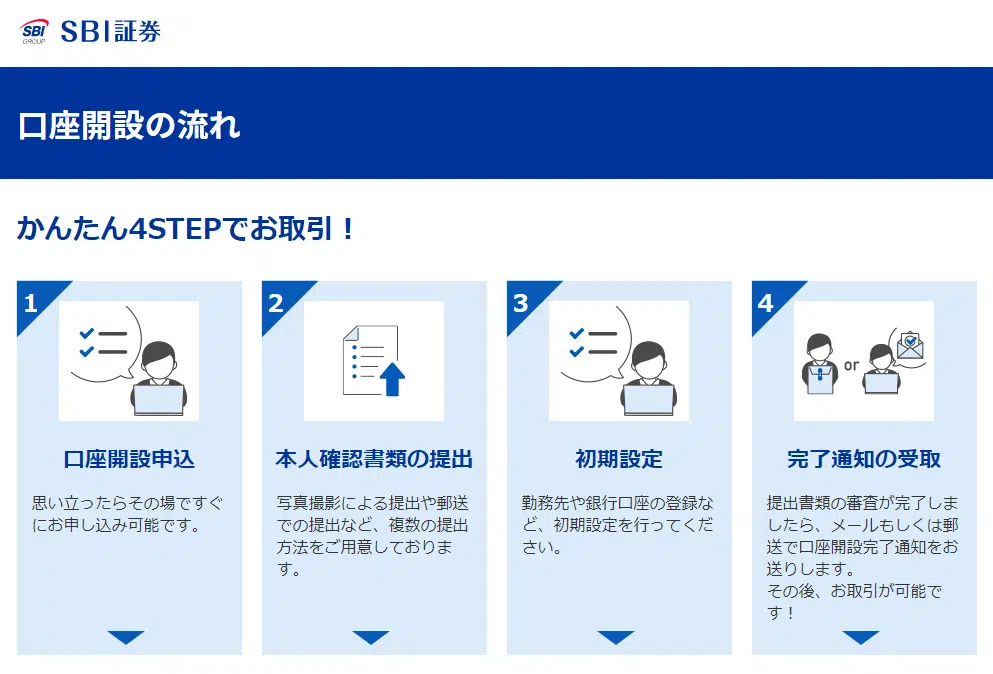 SBI GROUP SBI証券
口座開設の流れ
かんたん4STEPでお取引！
1
口座開設申込
思い立ったらその場ですぐ
にお申し込み可能です。
2
本人確認書類の提出
写真撮影による提出や郵送
での提出など、複数の提出
方法をご用意しておりま
す。
3
初期設定
勤務先や銀行口座の登録な
ど、初期設定を行ってくだ
さい。
4
or
完了通知の受取
提出書類の審査が完了しま
したら、メールもしくは郵
送で口座開設完了通知をお
送りします。
その後、お取引が可能で
す！